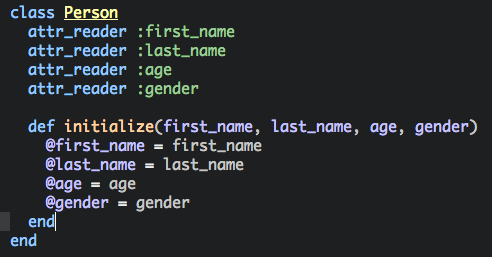 class Person
  attr_reader :first_name
  attr_reader :last_name
  attr_reader :age
  attr_reader :gender

  def initialize(first_name, last_name, age, gender)
    @first_name = first_name
    @last_name = last_name
    @age = age
    @gender = gender
  end
end